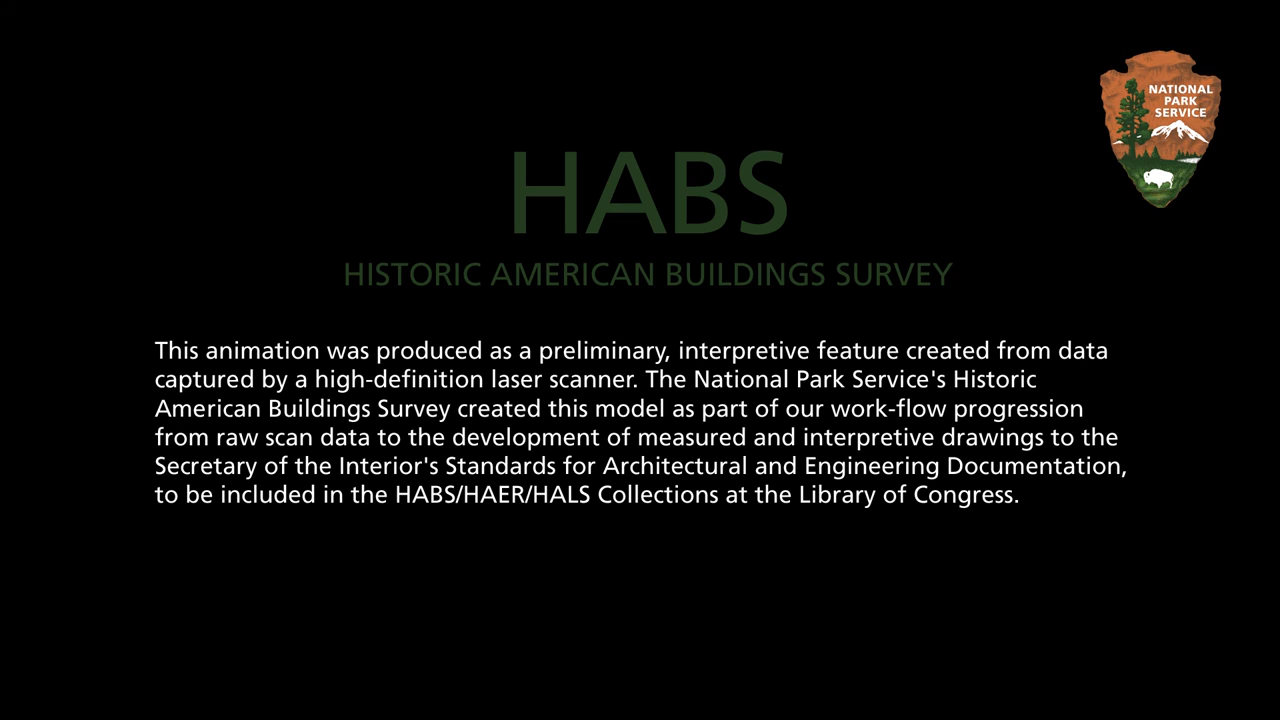 NATIONAL
PARK
SERVICE
HABS
HISTORIC AMERICAN BUILDINGS SURVEY
This animation was produced as a preliminary, interpretive feature created from data
captured by a high-definition laser scanner. The National Park Service's Historic
American Buildings Survey created this model as part of our work-flow progression
from raw scan data to the development of measured and interpretive drawings to the
Secretary of the Interior's Standards for Architectural and Engineering Documentation,
to be included in the HABS/HAER/HALS Collections at the Library of Congress.